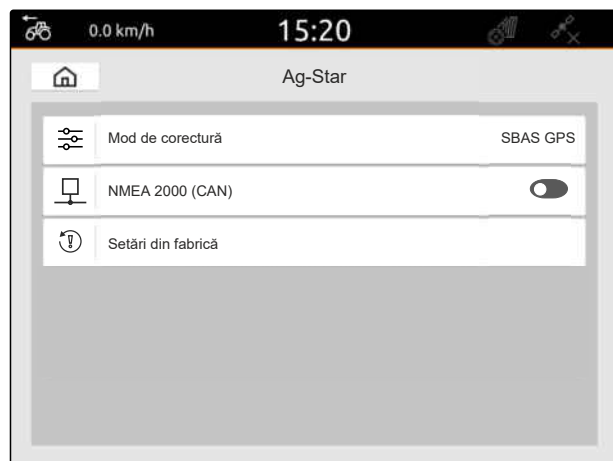 0.0 km/h 15:20
Ag-Star
Mod de corectură SBAS GPS
NMEA 2000 (CAN)
Setări din fabrică